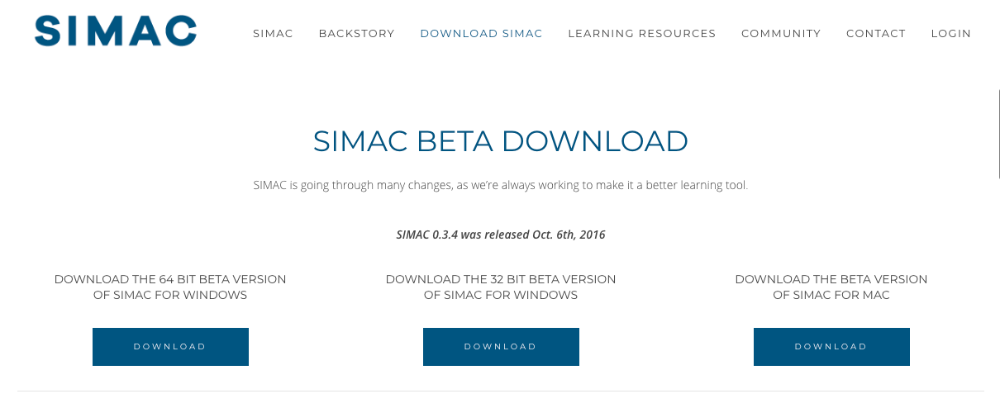 SIMAC
SIMAC BACKSTORY DOWNLOAD SIMAC LEARNING RESOURCES COMMUNITY CONTACT LOGIN
SIMAC BETA DOWNLOAD
SIMAC is going through many changes, as we’re always working to make it a better learning tool.
SIMAC 0.3.4 was released Oct. 6th, 2016
DOWNLOAD THE 64 BIT BETA VERSION
OF SIMAC FOR WINDOWS
DOWNLOAD
DOWNLOAD THE 32 BIT BETA VERSION
OF SIMAC FOR WINDOWS
DOWNLOAD
DOWNLOAD THE BETA VERSION
OF SIMAC FOR MAC
DOWNLOAD